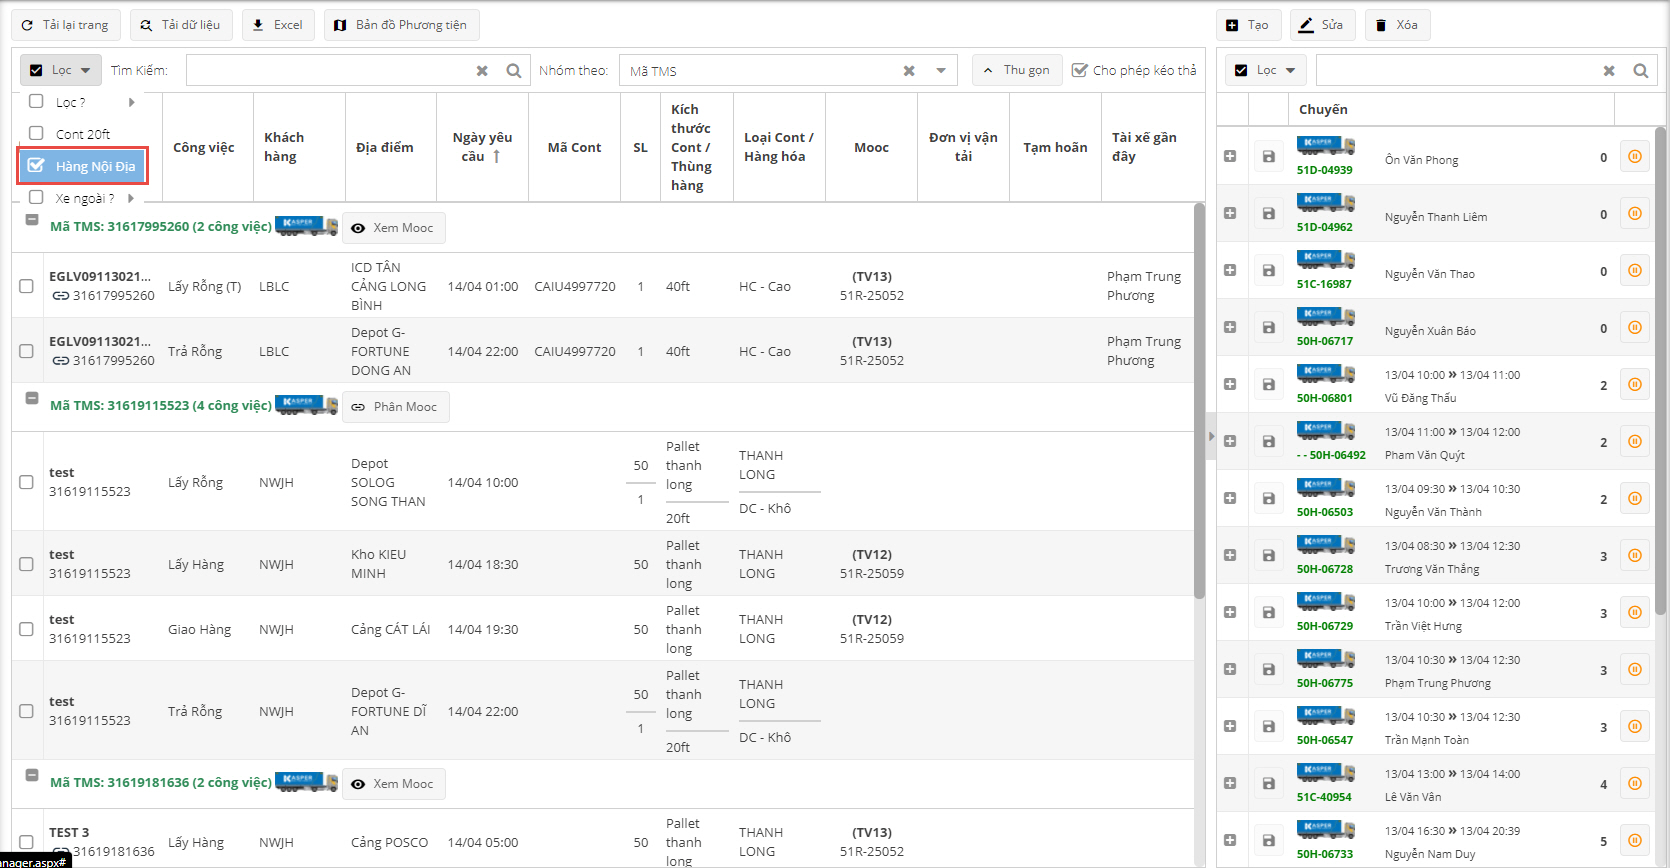 Tải lại trang
Tải dữ liệu
Excel
Bản đồ Phương tiện
Tạo
Sửa
Xóa
Lọc
Tìm Kiếm:
Nhóm theo:
Mã TMS
Thu gọn
Cho phép kéo thả
Lọc
Lọc ?
Cont 20ft
Hàng Nội Địa
Xe ngoài ?
Công việc
Khách hàng
Địa điểm
Ngày yêu cầu ↑
Mã Cont
SL
Kích thước Cont / Thùng hàng
Loại Cont / Hàng hóa
Mooc
Đơn vị vận tải
Tạm hoãn
Tài xế gần đây
Mã TMS: 31617995260 (2 công việc) KASPER Xem Mooc
EGLV09113021... 31617995260 Lấy Rỗng (T) LBLC ICD TÂN CẢNG LONG BÌNH 14/04 01:00 CAIU4997720 1 40ft HC - Cao (TV13) 51R-25052 Phạm Trung Phương
EGLV09113021... 31617995260 Trả Rỗng LBLC Depot G-FORTUNE DONG AN 14/04 22:00 CAIU4997720 1 40ft HC - Cao (TV13) 51R-25052 Phạm Trung Phương
Mã TMS: 31619115523 (4 công việc) KASPER Phân Mooc
test 31619115523 Lấy Rỗng NWJH Depot SOLOG SONG THAN 14/04 10:00 50 1 Pallet thanh long 20ft THANH LONG DC - Khô
test 31619115523 Lấy Hàng NWJH Kho KIEU MINH 14/04 18:30 50 Pallet thanh long THANH LONG (TV12) 51R-25059
test 31619115523 Giao Hàng NWJH Cảng CÁT LÁI 14/04 19:30 50 Pallet thanh long THANH LONG (TV12) 51R-25059
test 31619115523 Trả Rỗng NWJH Depot G-FORTUNE DĨ AN 14/04 22:00 50 1 Pallet thanh long 20ft THANH LONG DC - Khô
Mã TMS: 31619181636 (2 công việc) KASPER Xem Mooc
TEST 3 31619181636 Lấy Hàng NWJH Cảng POSCO 14/04 05:00 50 Pallet thanh long THANH LONG (TV13) 51R-25052
nager.aspx#
Chuyến
KASPER 51D-04939 Ôn Văn Phong 0
KASPER 51D-04962 Nguyễn Thanh Liêm 0
KASPER 51C-16987 Nguyễn Văn Thao 0
KASPER 50H-06717 Nguyễn Xuân Báo 0
KASPER 50H-06801 13/04 10:00 » 13/04 11:00 Vũ Đăng Thấu 2
KASPER - - 50H-06492 13/04 11:00 » 13/04 12:00 Pham Văn Quýt 2
KASPER 50H-06503 13/04 09:30 » 13/04 10:30 Nguyễn Văn Thành 2
KASPER 50H-06728 13/04 08:30 » 13/04 12:30 Trương Văn Thắng 3
KASPER 50H-06729 13/04 10:00 » 13/04 12:00 Trần Việt Hưng 3
KASPER 50H-06775 13/04 10:30 » 13/04 12:30 Phạm Trung Phương 3
KASPER 50H-06547 13/04 10:30 » 13/04 12:30 Trần Mạnh Toàn 3
KASPER 51C-40954 13/04 13:00 » 13/04 14:00 Lê Văn Vân 4
KASPER 50H-06733 13/04 16:30 » 13/04 20:39 Nguyễn Nam Duy 5